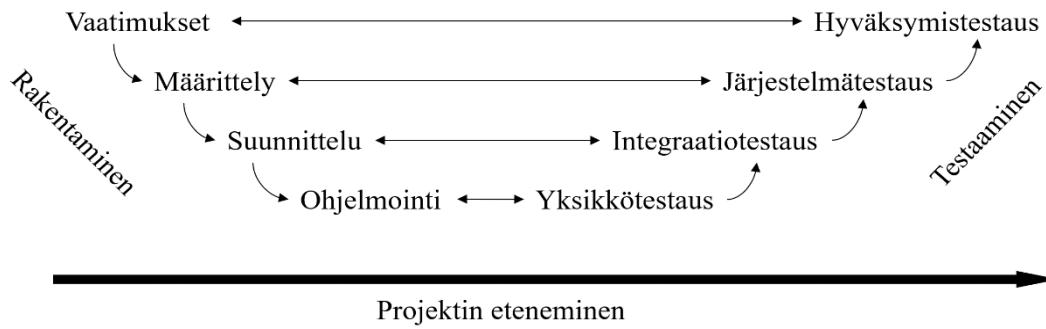 Vaatimukset
Hyväksymistestaus
Määrittely
Järjestelmätestaus
Rakentaminen
Testaaminen
Suunnittelu
Integraatiotestaus
Ohjelmointi
Yksikkötestaus
Projektin eteneminen